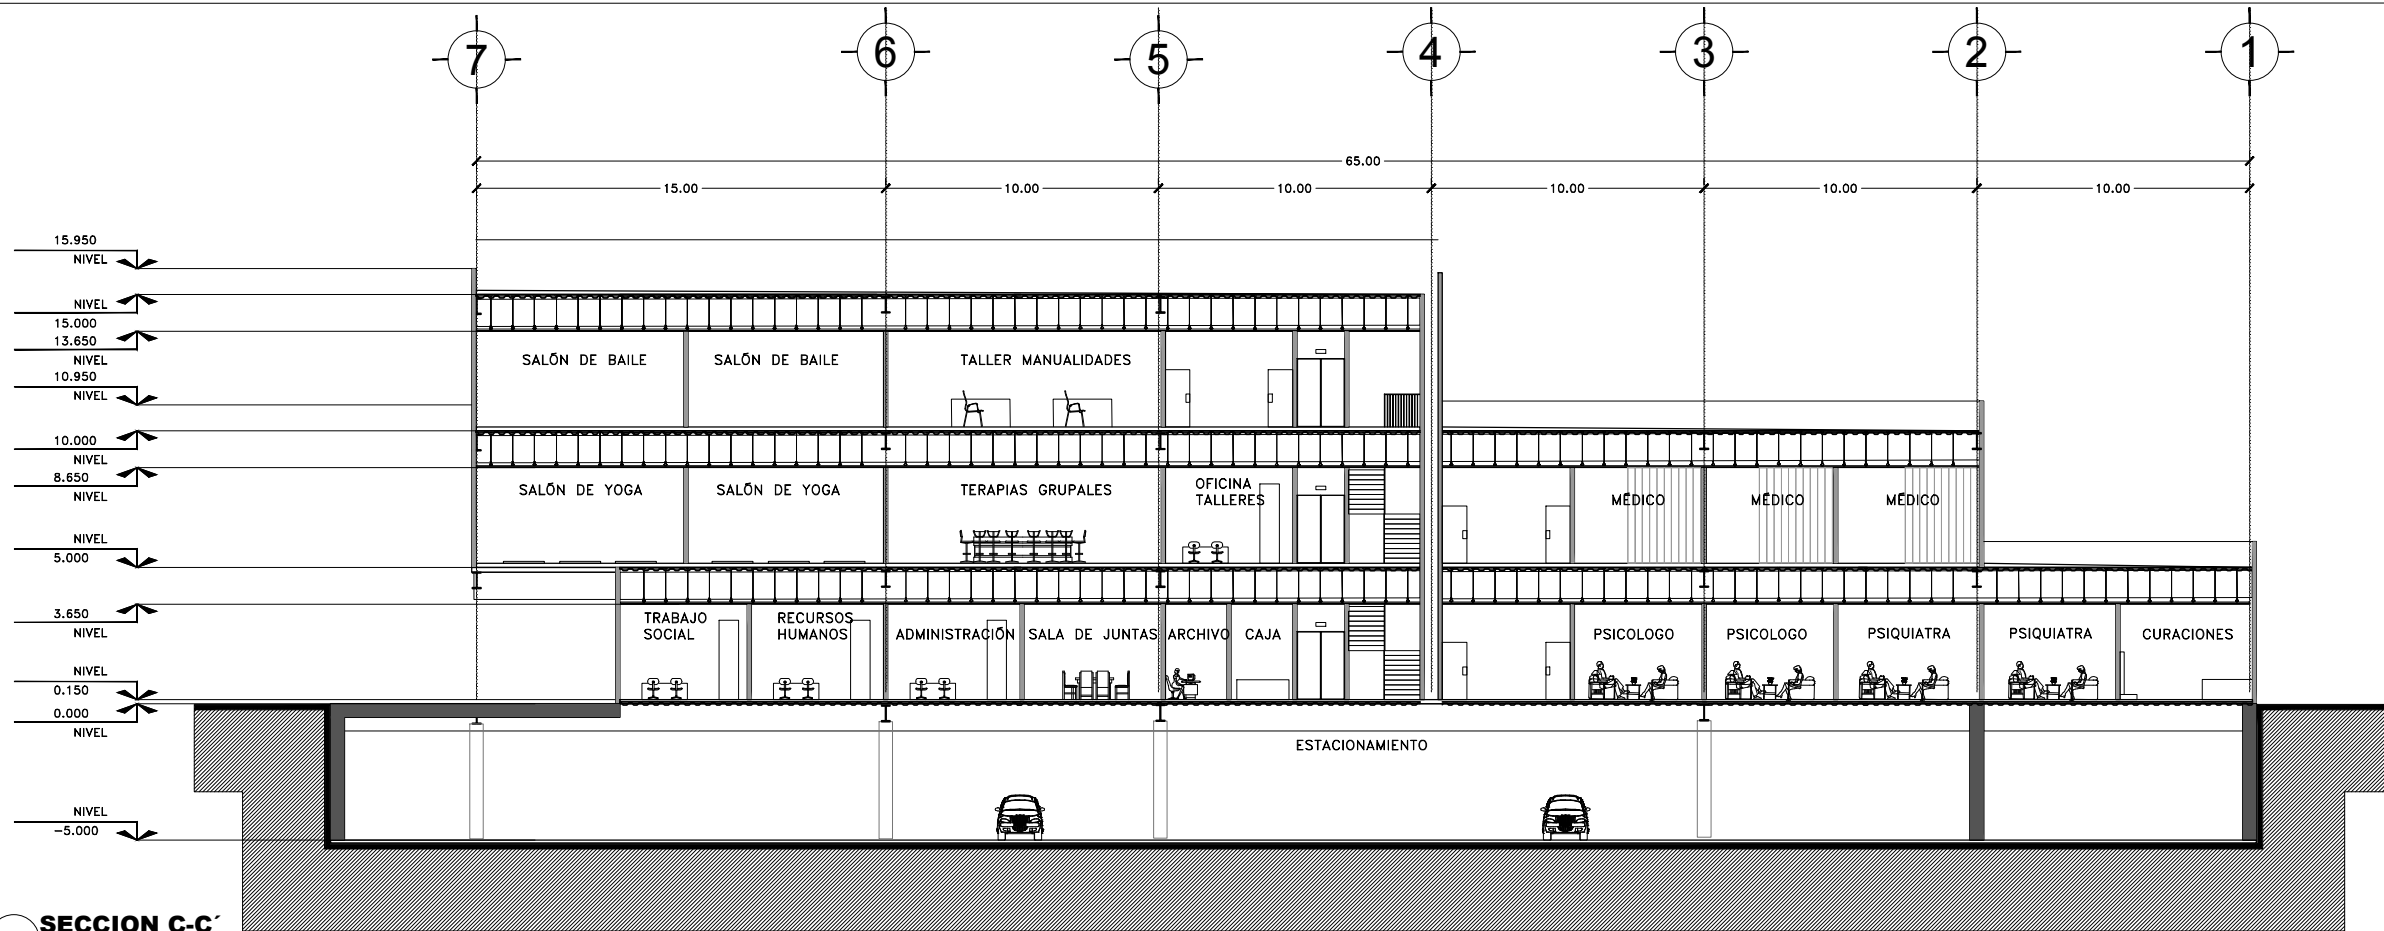 7
6
5
4
3
2
1
65.00
15.00
10.00
10.00
10.00
10.00
10.00
15.950
NIVEL
NIVEL
15.000
13.650
NIVEL
10.950
NIVEL
10.000
NIVEL
8.650
NIVEL
NIVEL
5.000
3.650
NIVEL
NIVEL
0.150
0.000
NIVEL
NIVEL
-5.000
SALÓN DE BAILE
SALÓN DE BAILE
TALLER MANUALIDADES
SALÓN DE YOGA
SALÓN DE YOGA
TERAPIAS GRUPALES
OFICINA
TALLERES
MÉDICO
MÉDICO
MÉDICO
TRABAJO
SOCIAL
RECURSOS
HUMANOS
ADMINISTRACIÓN
SALA DE JUNTAS
ARCHIVO
CAJA
PSICOLOGO
PSICOLOGO
PSIQUIATRA
PSIQUIATRA
CURACIONES
ESTACIONAMIENTO
SECCION C-C´